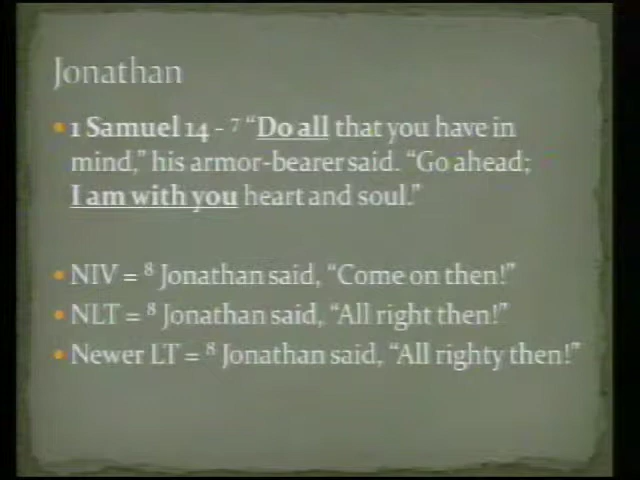 Jonathan
• 1 Samuel 14 - ⁷ “Do all that you have in
mind,” his armor-bearer said. “Go ahead;
I am with you heart and soul.”
• NIV = ⁸ Jonathan said, “Come on then!”
• NLT = ⁸ Jonathan said, “All right then!”
• Newer LT = ⁸ Jonathan said, “All righty then!”